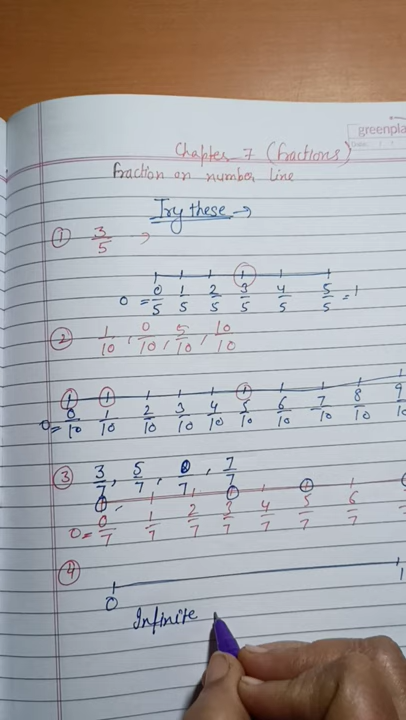 greenpla
Chapter-7 (fractions)
fraction on number line
Try these →
① 3/5 →
0 = 0/5 1/5 2/5 3/5 4/5 5/5 = 1
② 1/10, 0/10, 5/10, 10/10
0 = 0/10 1/10 2/10 3/10 4/10 5/10 6/10 7/10 8/10 9/10
③ 3/7, 5/7, 0/7, 7/7
0 = 0/7 1/7 2/7 3/7 4/7 5/7 6/7
④
0 1
Infinite